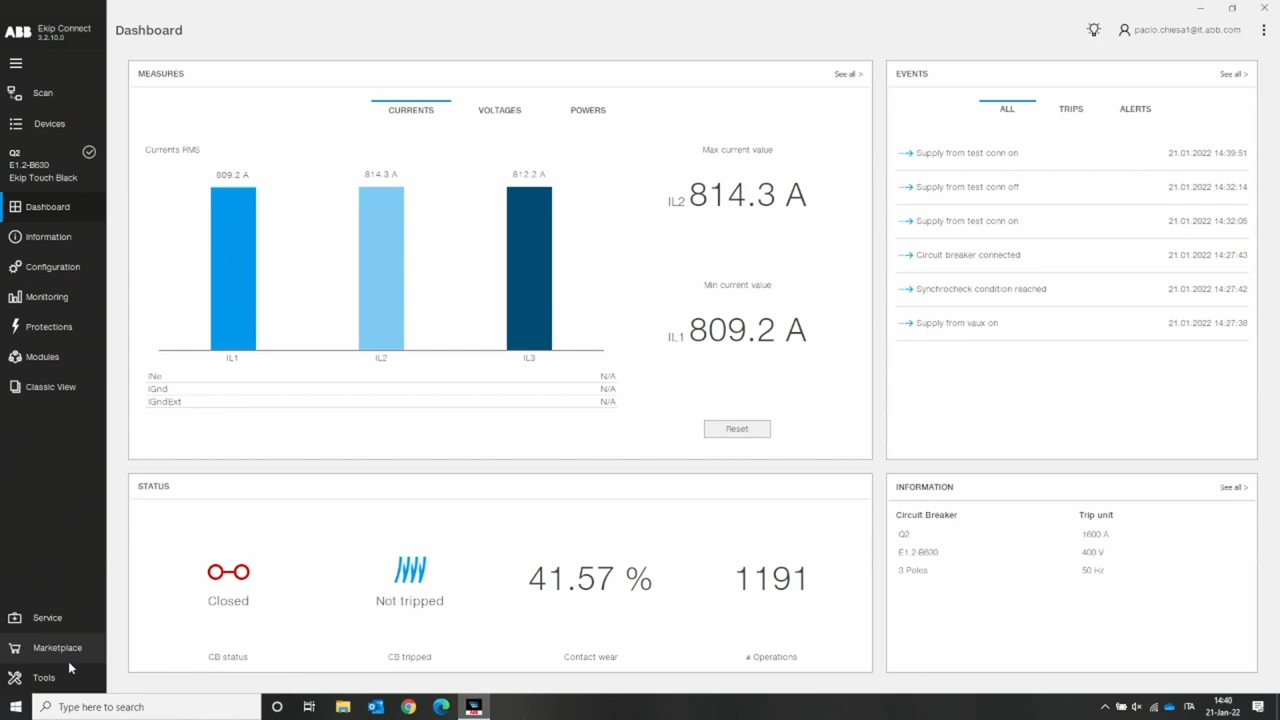 ABB
Ekip Connect
3.2.10.0
Dashboard
paolo.chiesa1@it.abb.com
Scan
Devices
Q2
E1.2-B630
Ekip Touch Black
Dashboard
Information
Configuration
Monitoring
Protections
Modules
Classic View
Service
Marketplace
Tools
MEASURES
See all >
CURRENTS
VOLTAGES
POWERS
Currents RMS
809.2 A
814.3 A
812.2 A
IL1
IL2
IL3
INe
N/A
IGnd
N/A
IGndExt
N/A
Max current value
IL2 814.3 A
Min current value
IL1 809.2 A
Reset
EVENTS
See all >
ALL
TRIPS
ALERTS
Supply from test conn on
21.01.2022 14:39:51
Supply from test conn off
21.01.2022 14:32:14
Supply from test conn on
21.01.2022 14:32:05
Circuit breaker connected
21.01.2022 14:27:43
Synchrocheck condition reached
21.01.2022 14:27:42
Supply from vaux on
21.01.2022 14:27:38
STATUS
Closed
Not tripped
41.57 %
1191
CB status
CB tripped
Contact wear
# Operations
INFORMATION
See all >
Circuit Breaker
Trip unit
Q2
1600 A
E1.2-B630
400 V
3 Poles
50 Hz
Type here to search
ABB
ITA
14:40
21-Jan-22